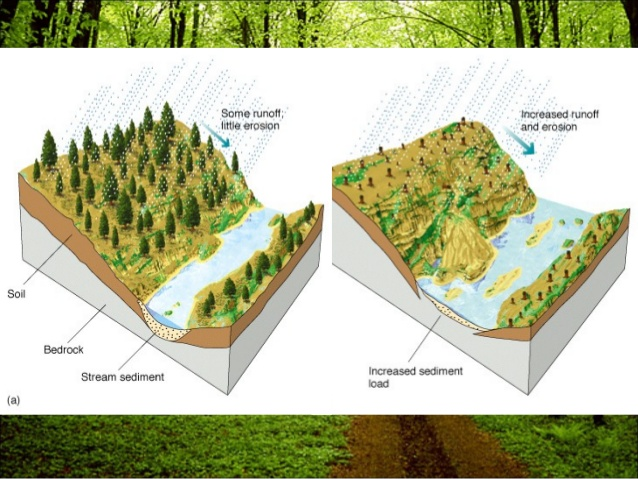 Some runoff,
little erosion
Increased runoff
and erosion
Soil
Bedrock
Stream sediment
Increased sediment
load
(a)